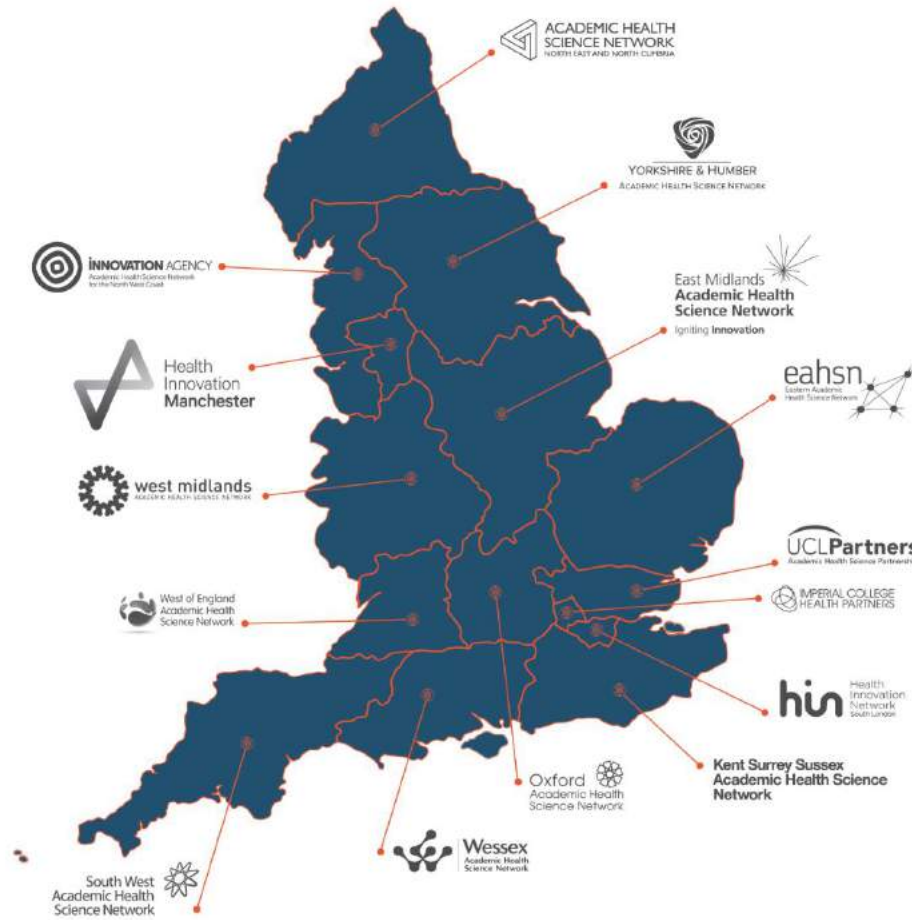 ACADEMIC HEALTH
SCIENCE NETWORK
NORTH EAST AND NORTH CUMBRIA
YORKSHIRE & HUMBER
ACADEMIC HEALTH SCIENCE NETWORK
INNOVATION AGENCY
Academic Health Science Network
for the North West Coast
East Midlands
Academic Health
Science Network
Igniting Innovation
Health
Innovation
Manchester
eahsn
Eastern Academic
Health Science Network
west midlands
ACADEMIC HEALTH SCIENCE NETWORK
UCLPartners
Academic Health Science Partnership
West of England
Academic Health
Science Network
IMPERIAL COLLEGE
HEALTH PARTNERS
hin
Health
Innovation
Network
South London
Kent Surrey Sussex
Academic Health Science
Network
Oxford
Academic Health
Science Network
Wessex
Academic Health
Science Network
South West
Academic Health
Science Network